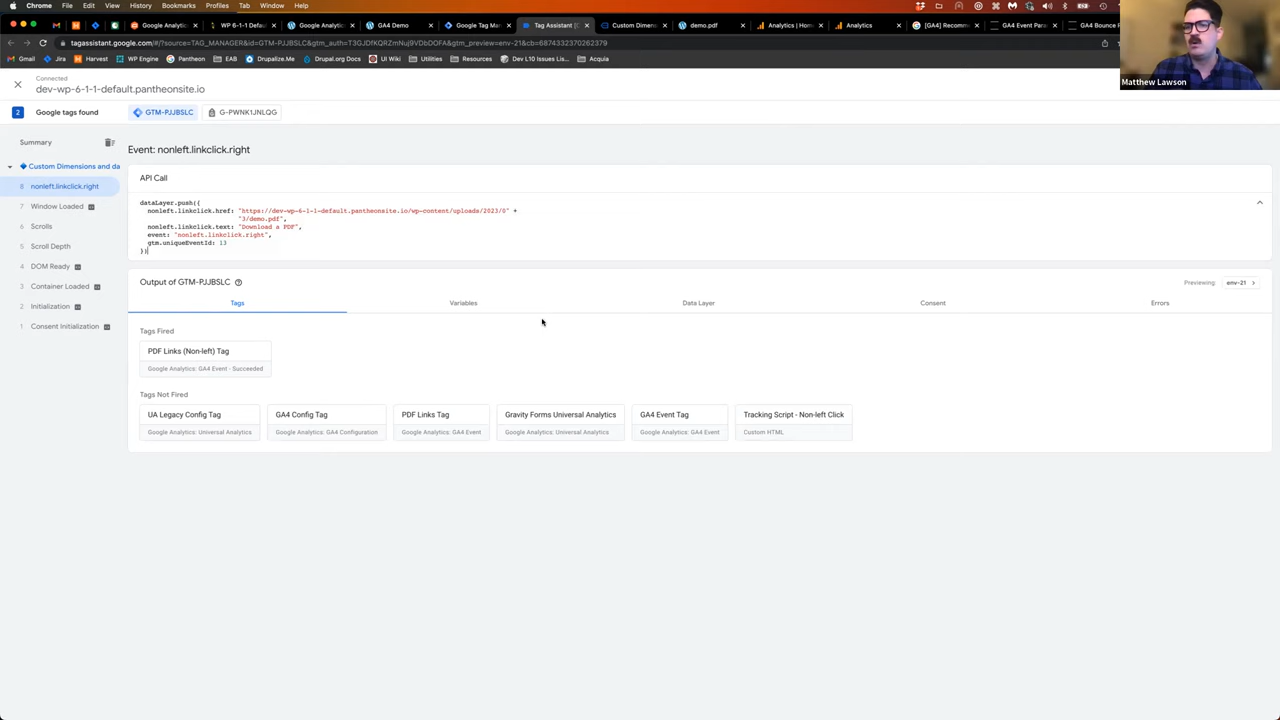 Chrome File Edit View History Bookmarks Profiles Tab Window Help
Google Analytic WP 6-1-1 Defau Google Analytic GA4 Demo Google Tag Man Tag Assistant [ Custom Dimens demo.pdf Analytics | Hom Analytics [GA4] Recomme GA4 Event Para GA4 Bounce R
tagassistant.google.com/#/?source=TAG_MANAGER&id=GTM-PJJBSLC&gtm_auth=T3GJDfKQRZmNuj9VDbDOFA&gtm_preview=env-21&cb=6874332370262379
Gmail Jira Harvest WP Engine Pantheon EAB Drupalize.Me Drupal.org Docs UI Wiki Utilities Resources Dev L10 Issues Lis... Acquia
Matthew Lawson
Connected
dev-wp-6-1-1-default.pantheonsite.io
2 Google tags found GTM-PJJBSLC G-PWNK1JNLQG
Summary
Custom Dimensions and da
8 nonleft.linkclick.right
7 Window Loaded
6 Scrolls
5 Scroll Depth
4 DOM Ready
3 Container Loaded
2 Initialization
1 Consent Initialization
Event: nonleft.linkclick.right
API Call
dataLayer.push({
nonleft.linkclick.href: "https://dev-wp-6-1-1-default.pantheonsite.io/wp-content/uploads/2023/0" +
"3/demo.pdf",
nonleft.linkclick.text: "Download a PDF",
event: "nonleft.linkclick.right",
gtm.uniqueEventId: 13
})
Output of GTM-PJJBSLC
Previewing: env-21
Tags Variables Data Layer Consent Errors
Tags Fired
PDF Links (Non-left) Tag
Google Analytics: GA4 Event - Succeeded
Tags Not Fired
UA Legacy Config Tag GA4 Config Tag PDF Links Tag Gravity Forms Universal Analytics GA4 Event Tag Tracking Script - Non-left Click
Google Analytics: Universal Analytics Google Analytics: GA4 Configuration Google Analytics: GA4 Event Google Analytics: Universal Analytics Google Analytics: GA4 Event Custom HTML